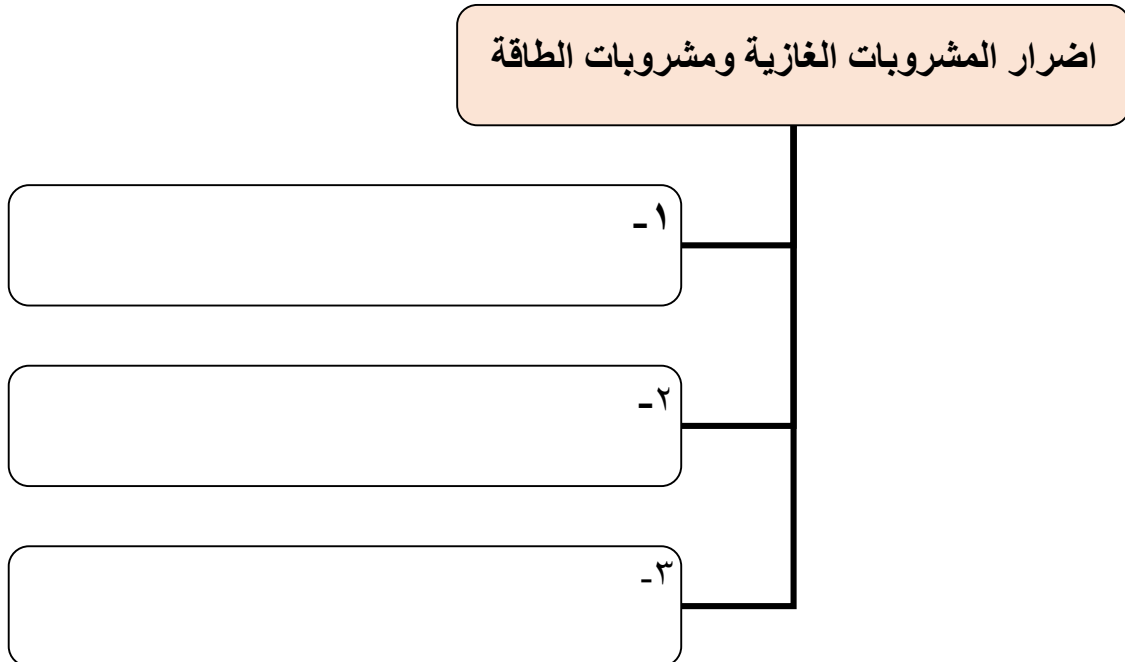 اضرار المشروبات الغازية ومشروبات الطاقة
١-
٢-
٣-